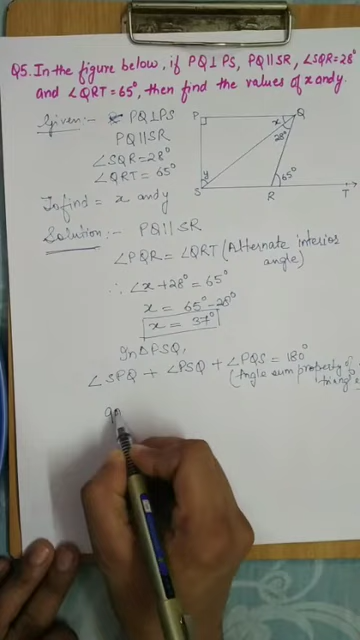 Q5. In the figure below, if PQ⊥PS, PQ∥SR, ∠SQR=28°
and ∠QRT=65°, then find the values of x and y.
Given:- PQ⊥PS
PQ∥SR
∠SQR=28°
∠QRT=65°
To find = x and y
P
Q
x
28°
y
65°
S
R
T
Solution:- PQ∥SR
∠PQR=∠QRT (Alternate interior
angle)
∴ ∠x+28°=65°
x = 65°-28°
x = 37°
In ΔPSQ,
∠SPQ + ∠PSQ + ∠PQS = 180°
(Angle sum property of
triangle